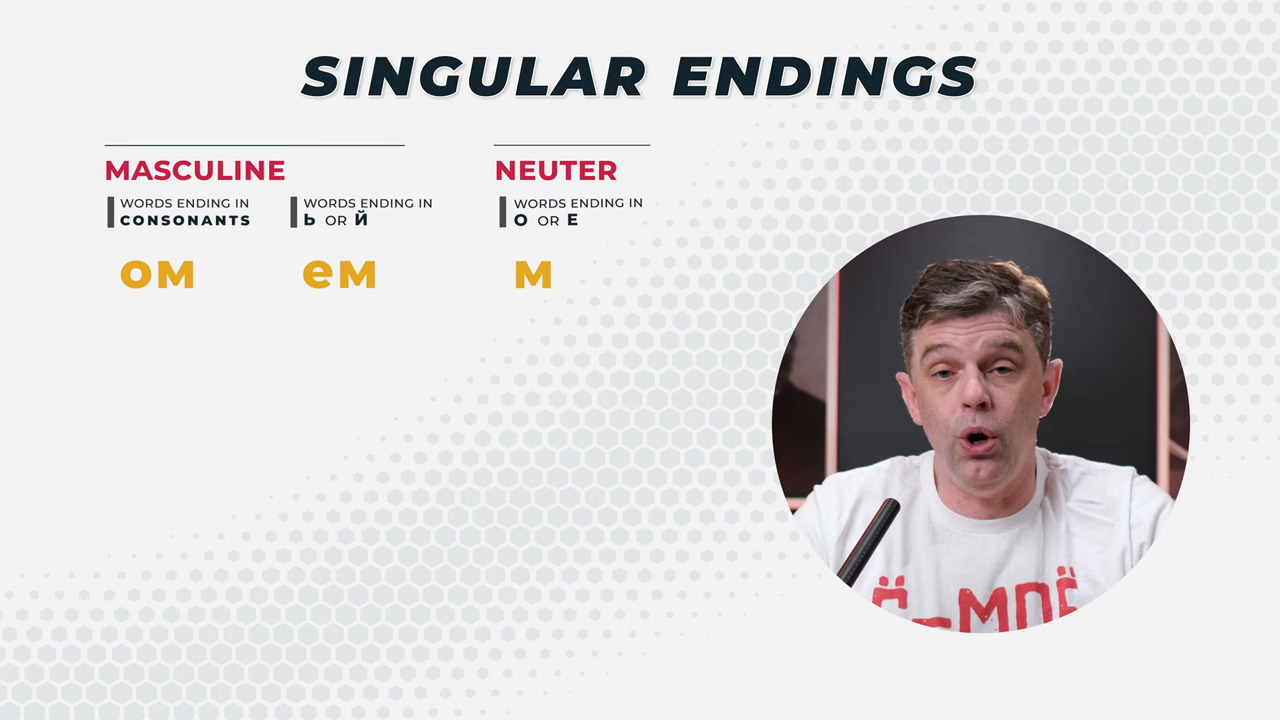 SINGULAR ENDINGS
MASCULINE
WORDS ENDING IN
CONSONANTS
WORDS ENDING IN
Ь OR Й
ом
ем
NEUTER
WORDS ENDING IN
О OR Е
м